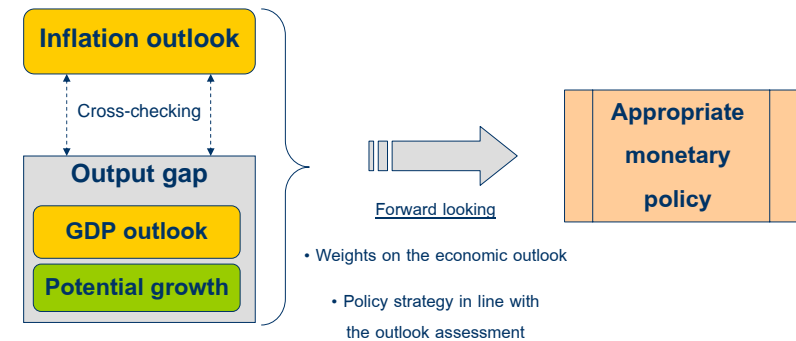 Inflation outlook
Cross-checking
Output gap
GDP outlook
Potential growth
Forward looking
• Weights on the economic outlook
• Policy strategy in line with
the outlook assessment
Appropriate
monetary
policy